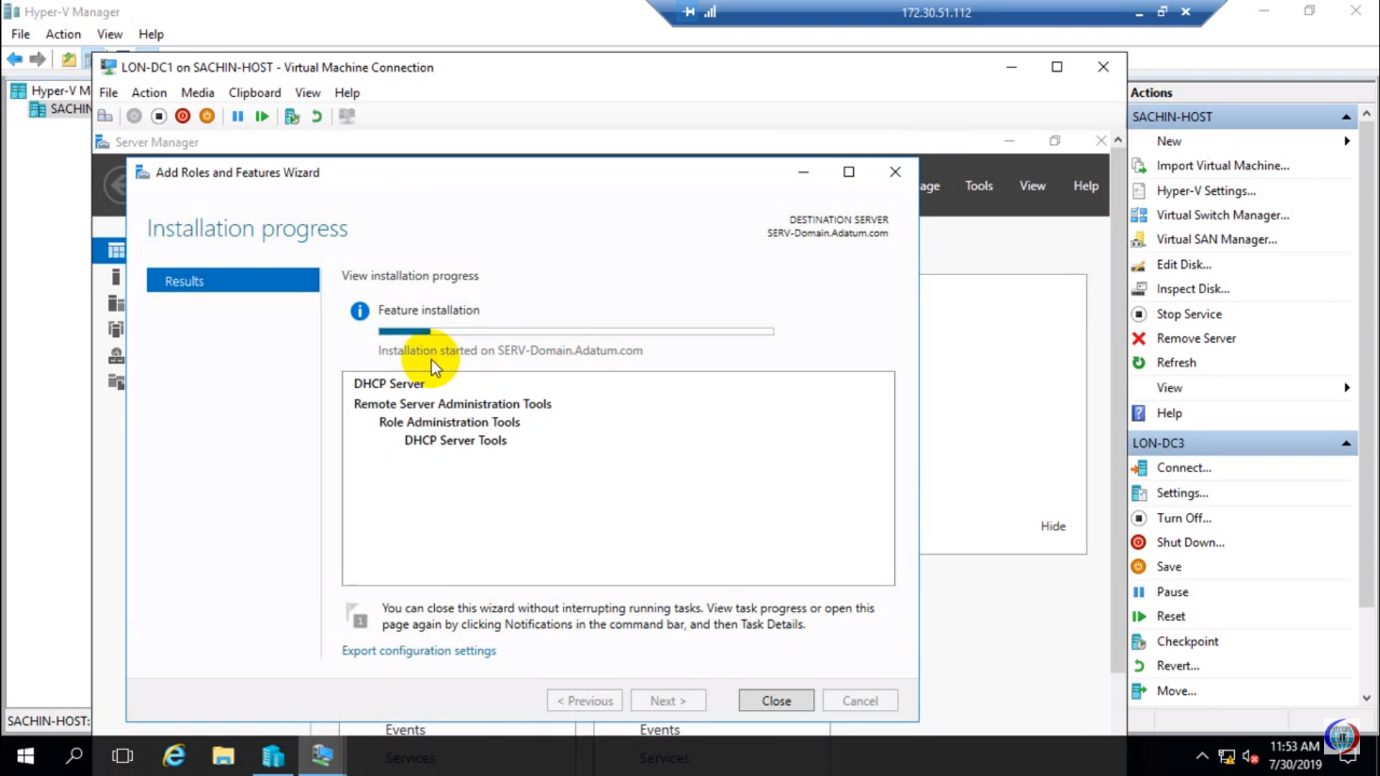 Hyper-V Manager
172.30.51.112
File Action View Help
Hyper-V M
SACHIN
SACHIN-HOST:
LON-DC1 on SACHIN-HOST - Virtual Machine Connection
File Action Media Clipboard View Help
Server Manager
age Tools View Help
Add Roles and Features Wizard
Installation progress
DESTINATION SERVER
SERV-Domain.Adatum.com
Results
View installation progress
Feature installation
Installation started on SERV-Domain.Adatum.com
DHCP Server
Remote Server Administration Tools
Role Administration Tools
DHCP Server Tools
1
You can close this wizard without interrupting running tasks. View task progress or open this
page again by clicking Notifications in the command bar, and then Task Details.
Export configuration settings
< Previous
Next >
Close
Cancel
Hide
Events
Events
Services
Services
Actions
SACHIN-HOST
New
Import Virtual Machine...
Hyper-V Settings...
Virtual Switch Manager...
Virtual SAN Manager...
Edit Disk...
Inspect Disk...
Stop Service
Remove Server
Refresh
View
Help
LON-DC3
Connect...
Settings...
Turn Off...
Shut Down...
Save
Pause
Reset
Checkpoint
Revert...
Move...
11:53 AM
7/30/2019